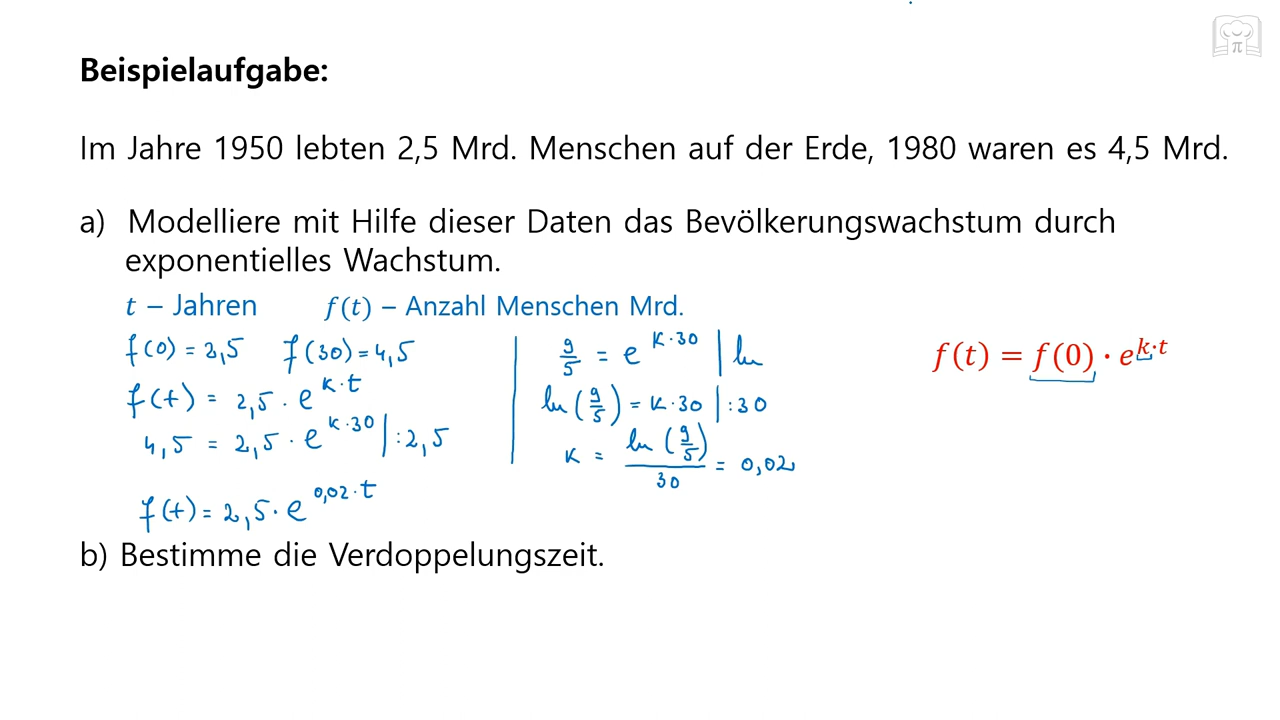 Beispielaufgabe:
Im Jahre 1950 lebten 2,5 Mrd. Menschen auf der Erde, 1980 waren es 4,5 Mrd.
a) Modelliere mit Hilfe dieser Daten das Bevölkerungswachstum durch
exponentielles Wachstum.
t – Jahren f(t) – Anzahl Menschen Mrd.
f(0) = 2,5 f(30) = 4,5
f(t) = 2,5 · e^(k·t)
4,5 = 2,5 · e^(k·30) | :2,5
9/5 = e^(k·30) | ln
ln(9/5) = k·30 | :30
k = ln(9/5)/30 = 0,02
f(t) = 2,5 · e^(0,02·t)
f(t) = f(0) · e^(k·t)
b) Bestimme die Verdoppelungszeit.
π